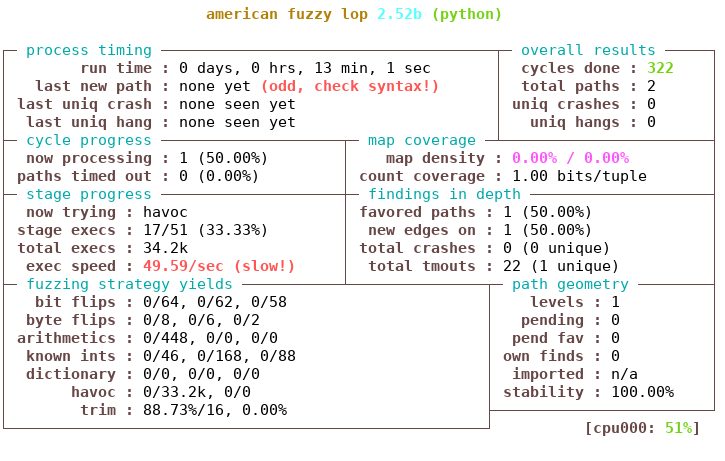 american fuzzy lop 2.52b (python)
process timing overall results
run time : 0 days, 0 hrs, 13 min, 1 sec cycles done : 322
last new path : none yet (odd, check syntax!) total paths : 2
last uniq crash : none seen yet uniq crashes : 0
last uniq hang : none seen yet uniq hangs : 0
cycle progress map coverage
now processing : 1 (50.00%) map density : 0.00% / 0.00%
paths timed out : 0 (0.00%) count coverage : 1.00 bits/tuple
stage progress findings in depth
now trying : havoc favored paths : 1 (50.00%)
stage execs : 17/51 (33.33%) new edges on : 1 (50.00%)
total execs : 34.2k total crashes : 0 (0 unique)
exec speed : 49.59/sec (slow!) total tmouts : 22 (1 unique)
fuzzing strategy yields path geometry
bit flips : 0/64, 0/62, 0/58 levels : 1
byte flips : 0/8, 0/6, 0/2 pending : 0
arithmetics : 0/448, 0/0, 0/0 pend fav : 0
known ints : 0/46, 0/168, 0/88 own finds : 0
dictionary : 0/0, 0/0, 0/0 imported : n/a
havoc : 0/33.2k, 0/0 stability : 100.00%
trim : 88.73%/16, 0.00%
[cpu000: 51%]